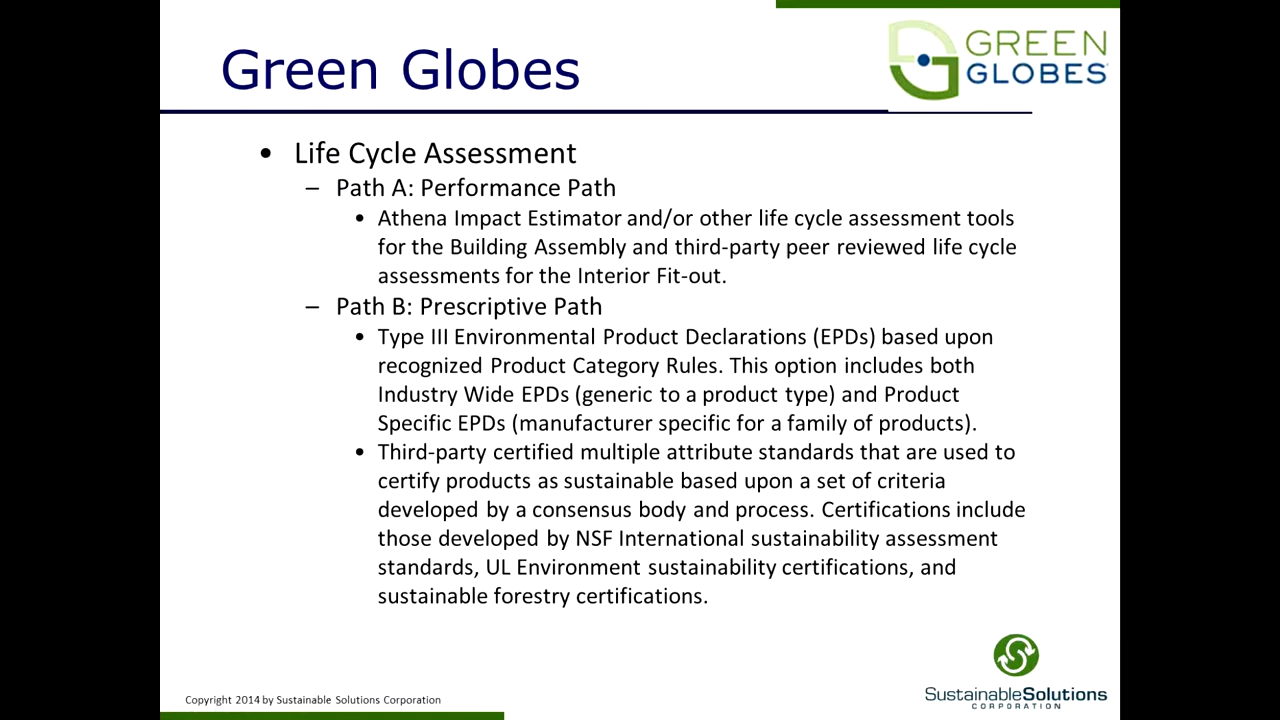 Green Globes
GREEN
GLOBES
• Life Cycle Assessment
– Path A: Performance Path
• Athena Impact Estimator and/or other life cycle assessment tools
for the Building Assembly and third-party peer reviewed life cycle
assessments for the Interior Fit-out.
– Path B: Prescriptive Path
• Type III Environmental Product Declarations (EPDs) based upon
recognized Product Category Rules. This option includes both
Industry Wide EPDs (generic to a product type) and Product
Specific EPDs (manufacturer specific for a family of products).
• Third-party certified multiple attribute standards that are used to
certify products as sustainable based upon a set of criteria
developed by a consensus body and process. Certifications include
those developed by NSF International sustainability assessment
standards, UL Environment sustainability certifications, and
sustainable forestry certifications.
Copyright 2014 by Sustainable Solutions Corporation
SustainableSolutions
CORPORATION